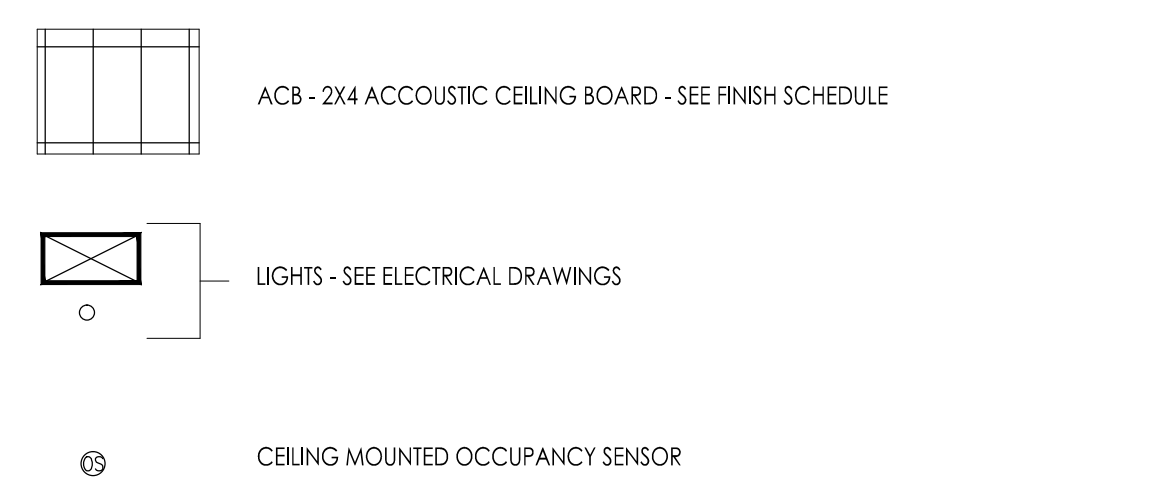 ACB - 2X4 ACCOUSTIC CEILING BOARD - SEE FINISH SCHEDULE
LIGHTS - SEE ELECTRICAL DRAWINGS
OS CEILING MOUNTED OCCUPANCY SENSOR